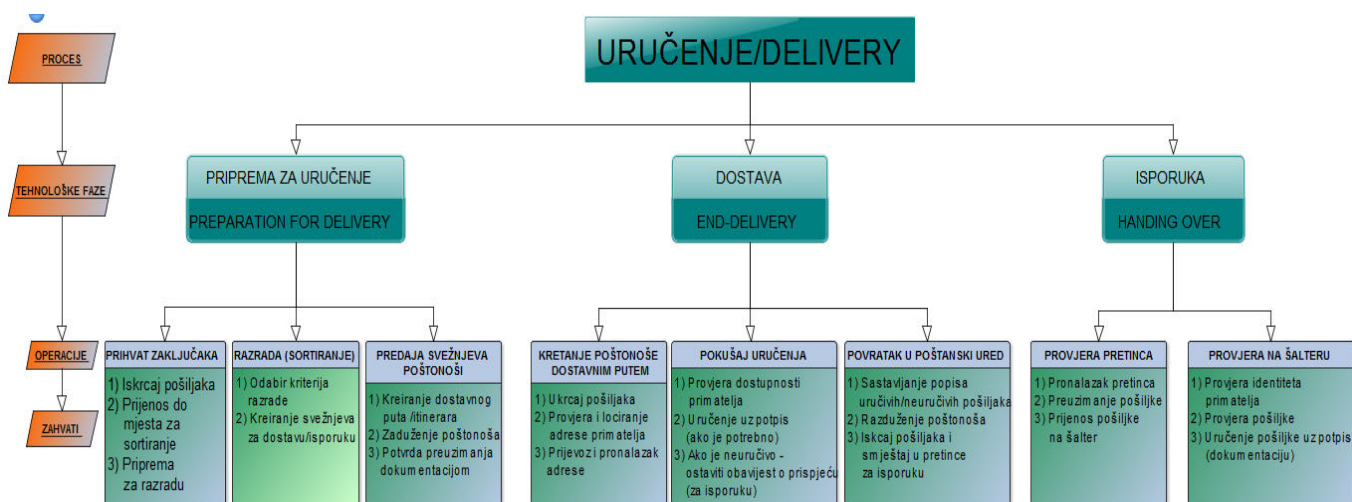 PROCES
URUČENJE/DELIVERY
TEHNOLOŠKE FAZE
PRIPREMA ZA URUČENJE
PREPARATION FOR DELIVERY
DOSTAVA
END-DELIVERY
ISPORUKA
HANDING OVER
OPERACIJE
ZAHVATI
PRIHVAT ZAKLJUČAKA
1) Iskrcaj pošiljaka
2) Prijenos do
mjesta za
sortiranje
3) Priprema
za razradu
RAZRADA (SORTIRANJE)
1) Odabir kriterija
razrade
2) Kreiranje svežnjeva
za dostavu/isporuku
PREDAJA SVEŽNJEVA
POŠTONOŠI
1) Kreiranje dostavnog
puta /itinerara
2) Zaduženje poštonoša
3) Potvrda preuzimanja
dokumentacijom
KRETANJE POŠTONOŠE
DOSTAVNIM PUTEM
1) Ukrcaj pošiljaka
2) Provjera i lociranje
adrese primatelja
3) Prijevoz i pronalazak
adrese
POKUŠAJ URUČENJA
1) Provjera dostupnosti
primatelja
2) Uručenje uz potpis
(ako je potrebno)
3) Ako je neuručivo -
ostaviti obavijest o prispjeću
(za isporuku)
POVRATAK U POŠTANSKI URED
1) Sastavljanje popisa
uručivih/neuručivih pošiljaka
2) Razduženje poštonoša
3) Iskcaj pošiljaka i
smještaj u pretince
za isporuku
PROVJERA PRETINCA
1) Pronalazak pretinca
2) Preuzimanje pošiljke
3) Prijenos pošiljke
na šalter
PROVJERA NA ŠALTERU
1) Provjera identiteta
primatelja
2) Provjera pošiljke
3) Uručenje pošiljke uz potpis
(dokumentaciju)